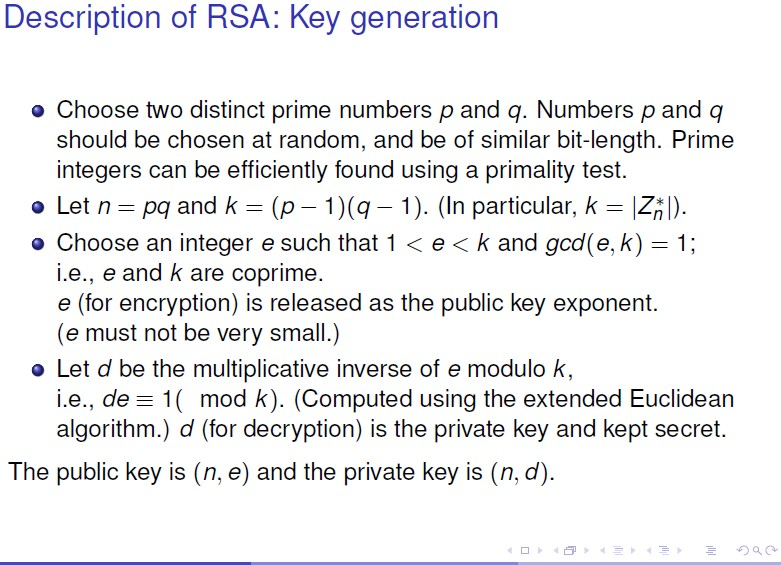 Description of RSA: Key generation
Choose two distinct prime numbers p and q. Numbers p and q
should be chosen at random, and be of similar bit-length. Prime
integers can be efficiently found using a primality test.
Let n = pq and k = (p − 1)(q − 1). (In particular, k = |Z*n|).
Choose an integer e such that 1 < e < k and gcd(e, k) = 1;
i.e., e and k are coprime.
e (for encryption) is released as the public key exponent.
(e must not be very small.)
Let d be the multiplicative inverse of e modulo k,
i.e., de ≡ 1( mod k). (Computed using the extended Euclidean
algorithm.) d (for decryption) is the private key and kept secret.
The public key is (n, e) and the private key is (n, d).